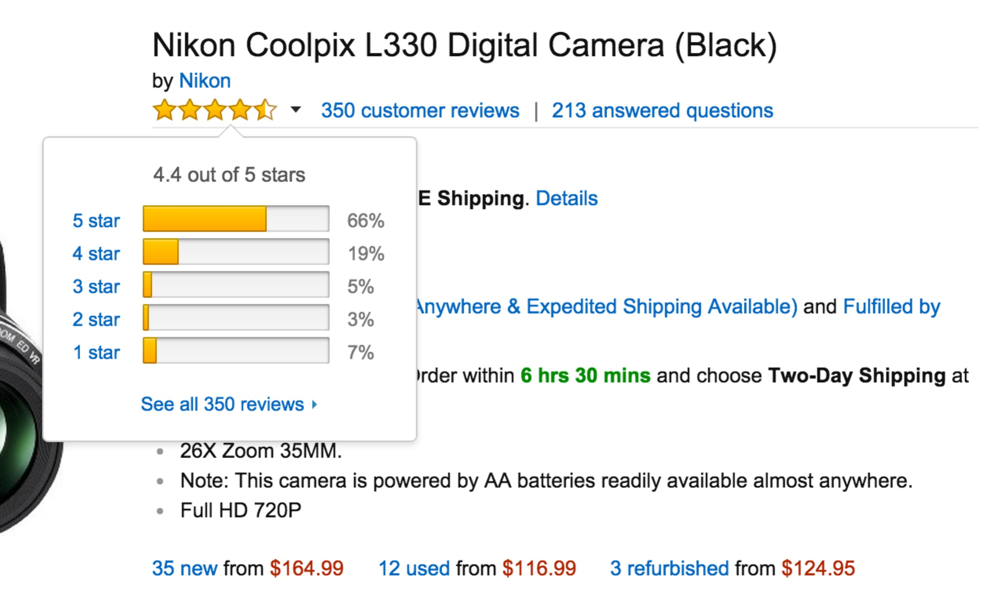 Nikon Coolpix L330 Digital Camera (Black)
by Nikon
350 customer reviews | 213 answered questions
4.4 out of 5 stars
E Shipping. Details
5 star 66%
4 star 19%
3 star 5%
Anywhere & Expedited Shipping Available) and Fulfilled by
2 star 3%
ED VR
1 star 7%
rder within 6 hrs 30 mins and choose Two-Day Shipping at
See all 350 reviews
• 26X Zoom 35MM.
• Note: This camera is powered by AA batteries readily available almost anywhere.
• Full HD 720P
35 new from $164.99 12 used from $116.99 3 refurbished from $124.95